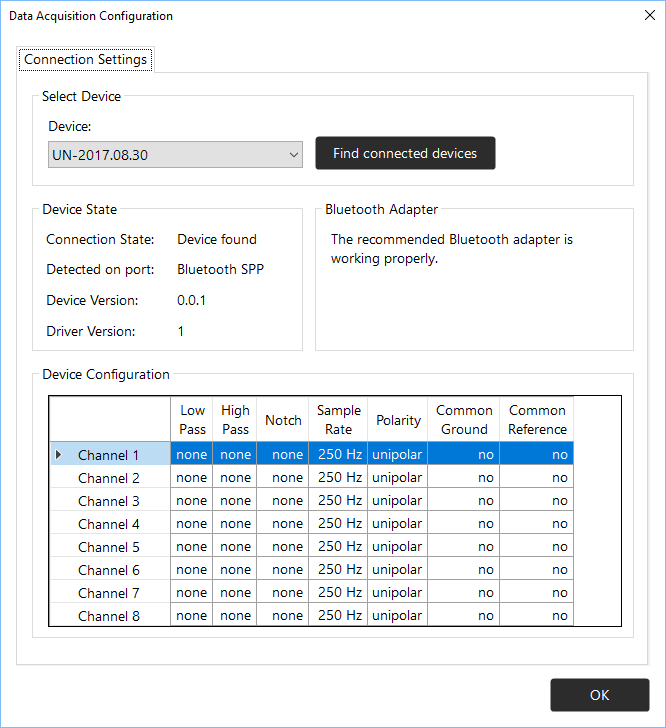 Data Acquisition Configuration
Connection Settings
Select Device
Device:
UN-2017.08.30
Find connected devices
Device State
Connection State: Device found
Detected on port: Bluetooth SPP
Device Version: 0.0.1
Driver Version: 1
Bluetooth Adapter
The recommended Bluetooth adapter is
working properly.
Device Configuration
Low Pass High Pass Notch Sample Rate Polarity Common Ground Common Reference
Channel 1 none none none 250 Hz unipolar no no
Channel 2 none none none 250 Hz unipolar no no
Channel 3 none none none 250 Hz unipolar no no
Channel 4 none none none 250 Hz unipolar no no
Channel 5 none none none 250 Hz unipolar no no
Channel 6 none none none 250 Hz unipolar no no
Channel 7 none none none 250 Hz unipolar no no
Channel 8 none none none 250 Hz unipolar no no
OK